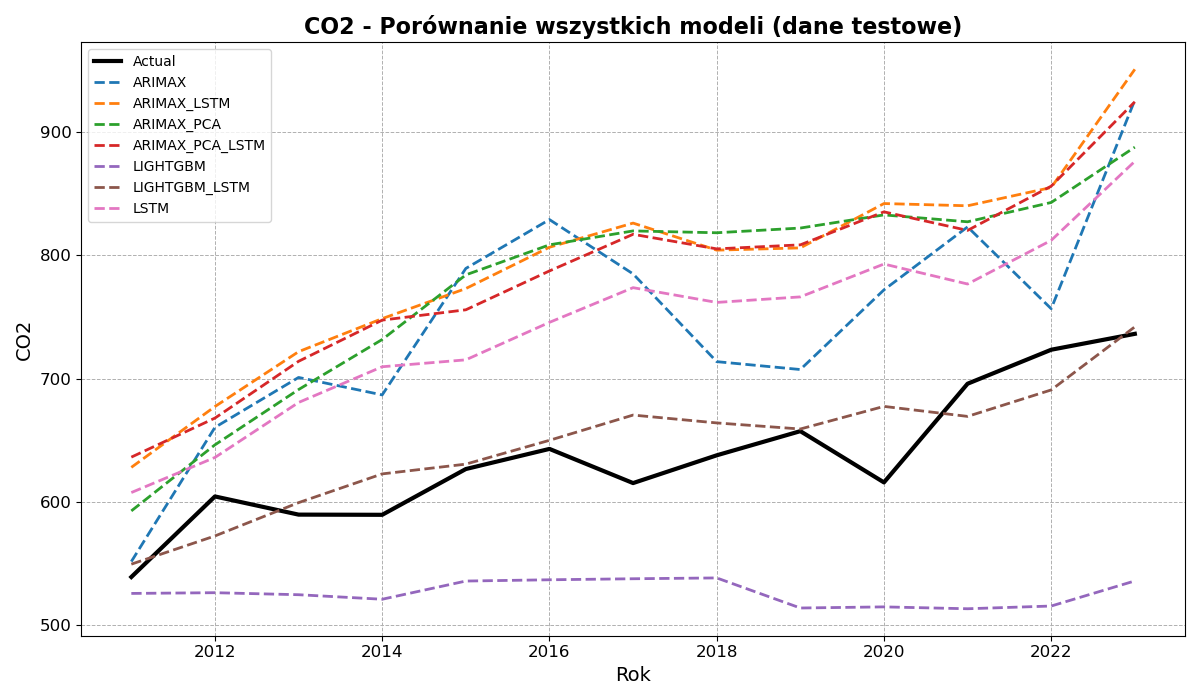 CO2 - Porównanie wszystkich modeli (dane testowe)
Actual
ARIMAX
ARIMAX_LSTM
ARIMAX_PCA
ARIMAX_PCA_LSTM
LIGHTGBM
LIGHTGBM_LSTM
LSTM
CO2
900
800
700
600
500
2012 2014 2016 2018 2020 2022
Rok